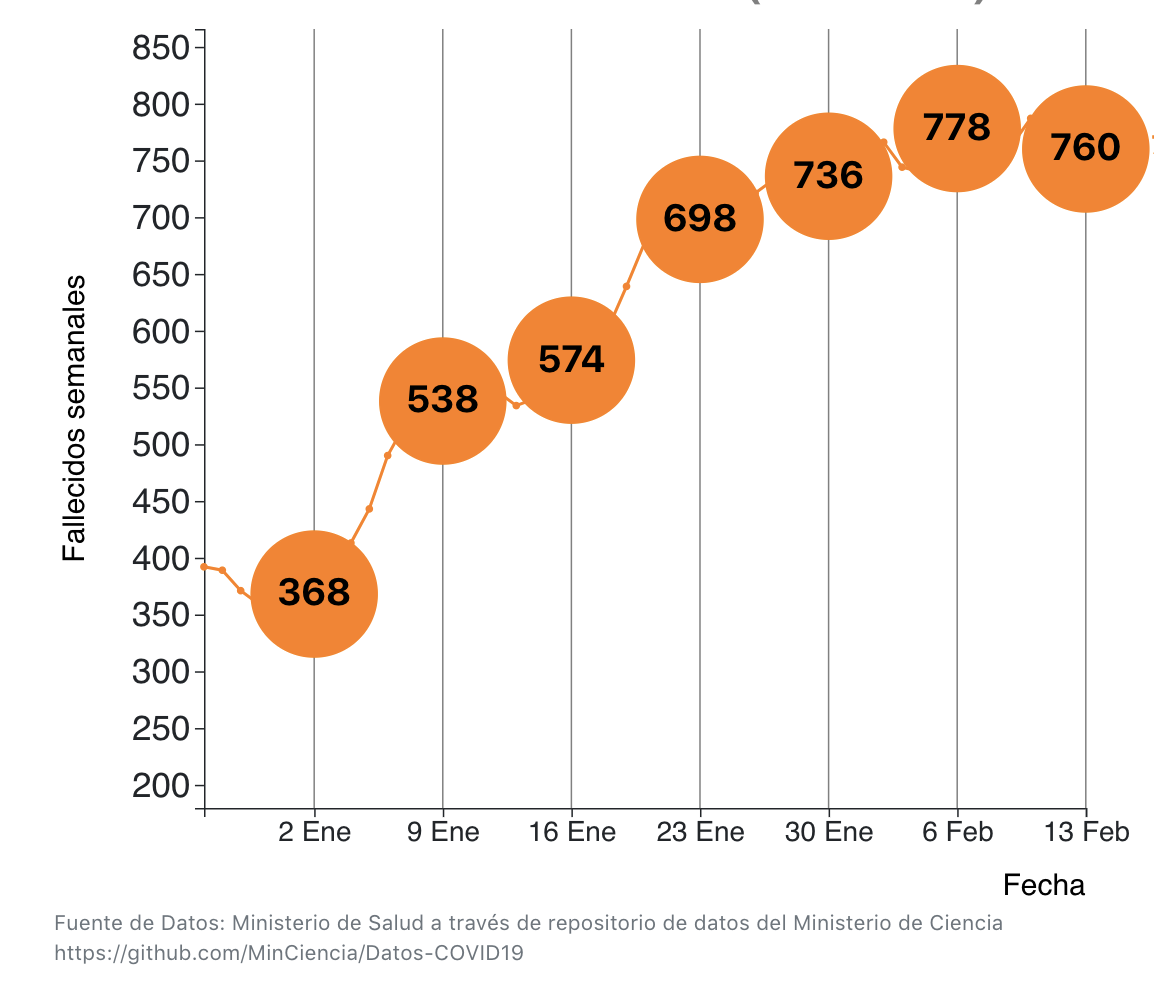 850
800
750
700
650
600
550
500
450
400
350
300
250
200
Fallecidos semanales
368
538
574
698
736
778
760
2 Ene
9 Ene
16 Ene
23 Ene
30 Ene
6 Feb
13 Feb
Fecha
Fuente de Datos: Ministerio de Salud a través de repositorio de datos del Ministerio de Ciencia
https://github.com/MinCiencia/Datos-COVID19